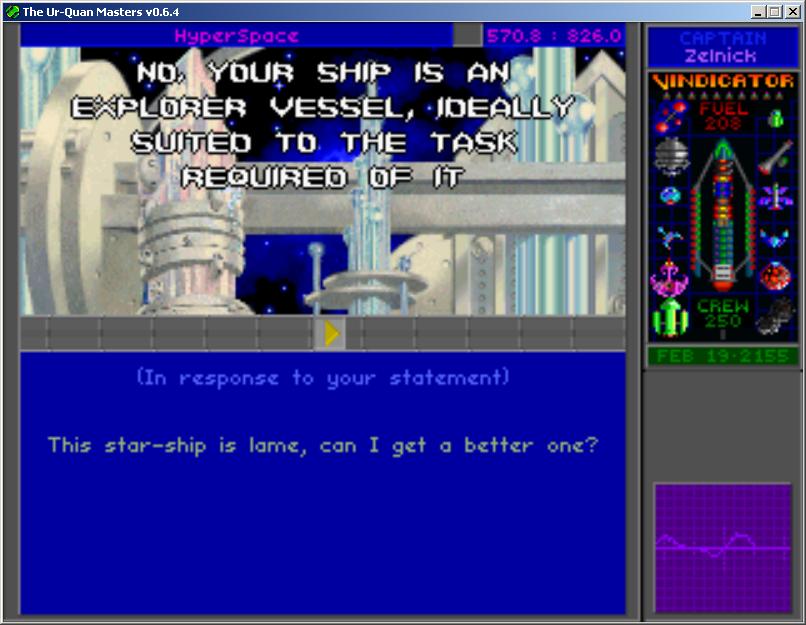 The Ur-Quan Masters v0.6.4
HyperSpace 570.8 : 826.0
NO, YOUR SHIP IS AN
EXPLORER VESSEL, IDEALLY
SUITED TO THE TASK
REQUIRED OF IT
(In response to your statement)
This star-ship is lame, can I get a better one?
CAPTAIN
Zelnick
VINDICATOR
FUEL
208
CREW
250
FEB 19·2155